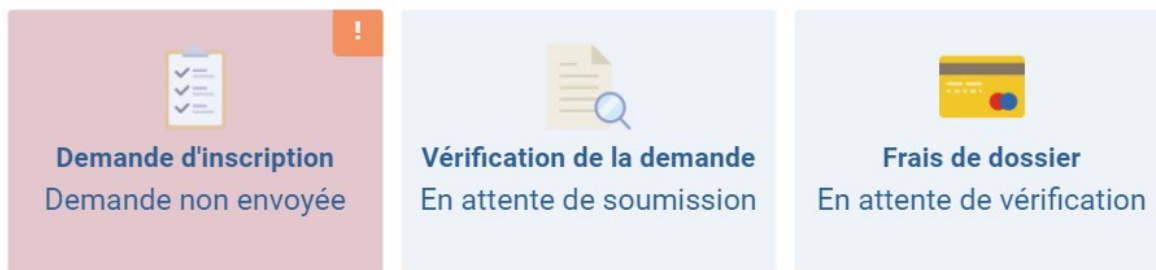 !
Demande d'inscription
Demande non envoyée
Vérification de la demande
En attente de soumission
Frais de dossier
En attente de vérification